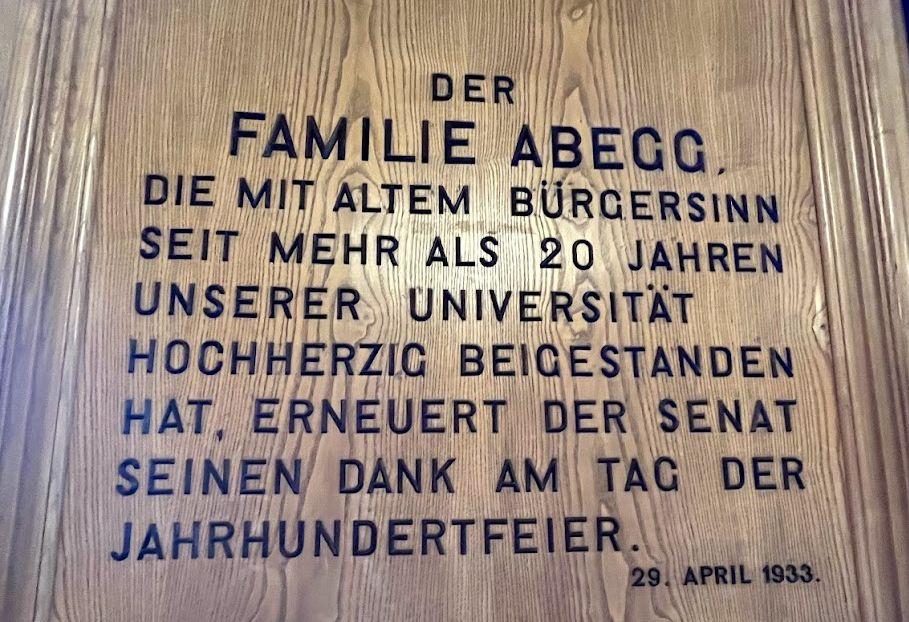 DER
FAMILIE ABEGG,
DIE MIT ALTEM BÜRGERSINN
SEIT MEHR ALS 20 JAHREN
UNSERER UNIVERSITÄT
HOCHHERZIG BEIGESTANDEN
HAT, ERNEUERT DER SENAT
SEINEN DANK AM TAG DER
JAHRHUNDERTFEIER.
29. APRIL 1933.